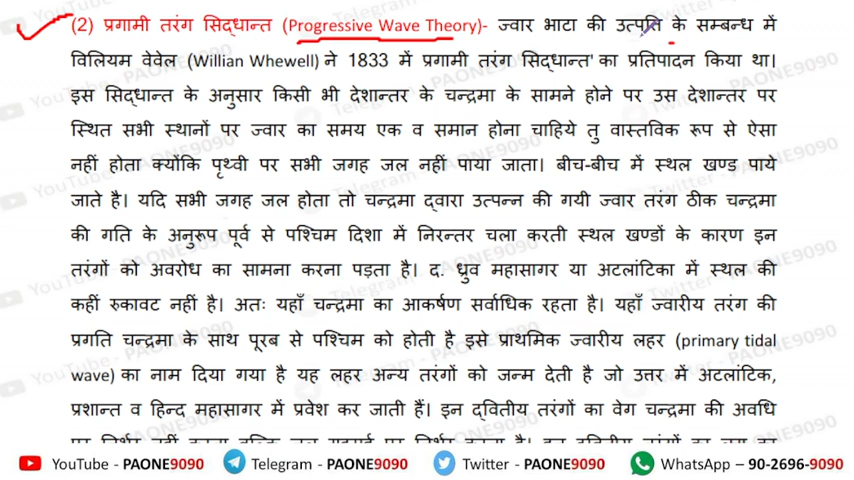 (2) प्रगामी तरंग सिद्धान्त (Progressive Wave Theory)- ज्वार भाटा की उत्पति के सम्बन्ध में
विलियम वेवेल (Willian Whewell) ने 1833 में प्रगामी तरंग सिद्धान्त' का प्रतिपादन किया था।
इस सिद्धान्त के अनुसार किसी भी देशान्तर के चन्द्रमा के सामने होने पर उस देशान्तर पर
स्थित सभी स्थानों पर ज्वार का समय एक व समान होना चाहिये तु वास्तविक रूप से ऐसा
नहीं होता क्योंकि पृथ्वी पर सभी जगह जल नहीं पाया जाता। बीच-बीच में स्थल खण्ड पाये
जाते है। यदि सभी जगह जल होता तो चन्द्रमा द्वारा उत्पन्न की गयी ज्वार तरंग ठीक चन्द्रमा
की गति के अनुरूप पूर्व से पश्चिम दिशा में निरन्तर चला करती स्थल खण्डों के कारण इन
तरंगों को अवरोध का सामना करना पड़ता है। द. ध्रुव महासागर या अटलांटिका में स्थल की
कहीं रुकावट नहीं है। अतः यहाँ चन्द्रमा का आकर्षण सर्वाधिक रहता है। यहाँ ज्वारीय तरंग की
प्रगति चन्द्रमा के साथ पूरब से पश्चिम को होती है इसे प्राथमिक ज्वारीय लहर (primary tidal
wave) का नाम दिया गया है यह लहर अन्य तरंगों को जन्म देती है जो उत्तर में अटलांटिक,
प्रशान्त व हिन्द महासागर में प्रवेश कर जाती हैं। इन द्वितीय तरंगों का वेग चन्द्रमा की अवधि
YouTube - PAONE9090 Telegram - PAONE9090 Twitter - PAONE9090 WhatsApp – 90-2696-9090